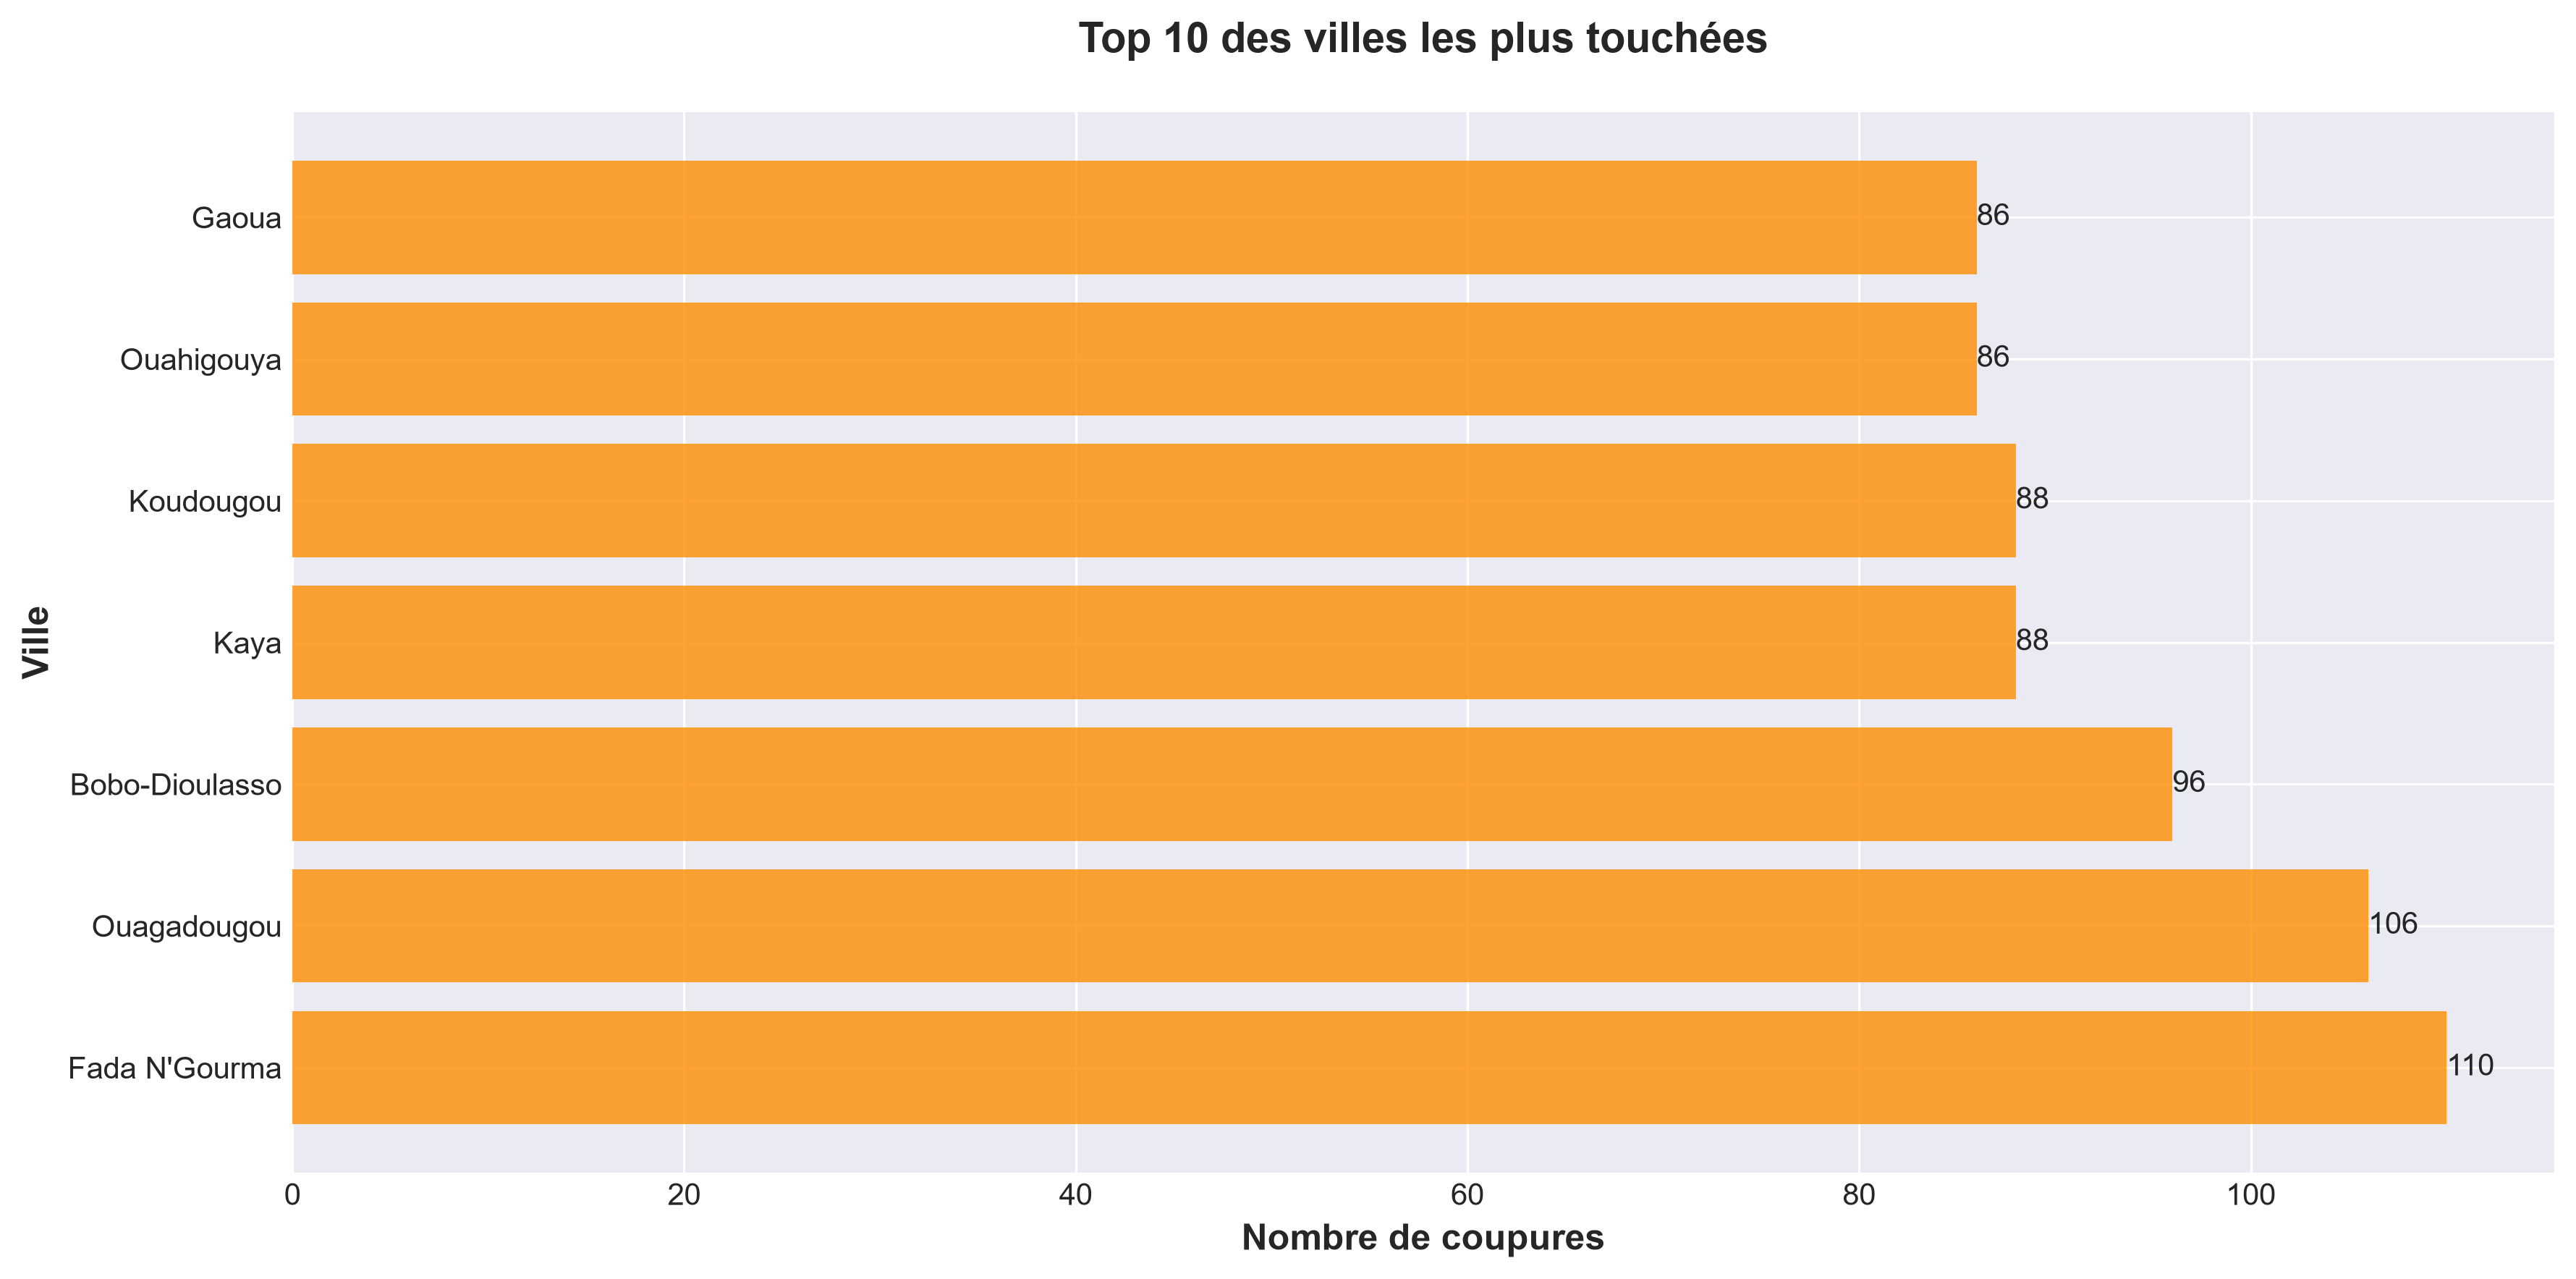 Top 10 des villes les plus touchées
Ville
Gaoua 86
Ouahigouya 86
Koudougou 88
Kaya 88
Bobo-Dioulasso 96
Ouagadougou 106
Fada N'Gourma 110
0 20 40 60 80 100
Nombre de coupures